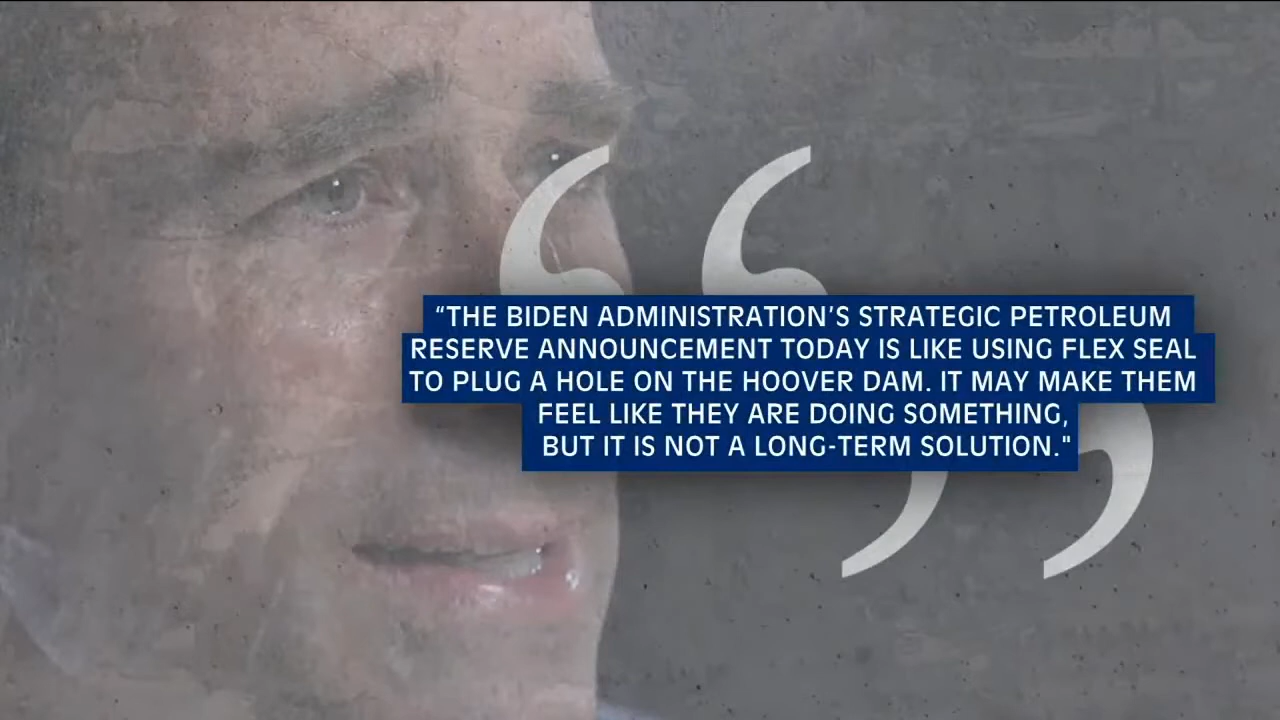 “THE BIDEN ADMINISTRATION’S STRATEGIC PETROLEUM
RESERVE ANNOUNCEMENT TODAY IS LIKE USING FLEX SEAL
TO PLUG A HOLE ON THE HOOVER DAM. IT MAY MAKE THEM
FEEL LIKE THEY ARE DOING SOMETHING,
BUT IT IS NOT A LONG-TERM SOLUTION."